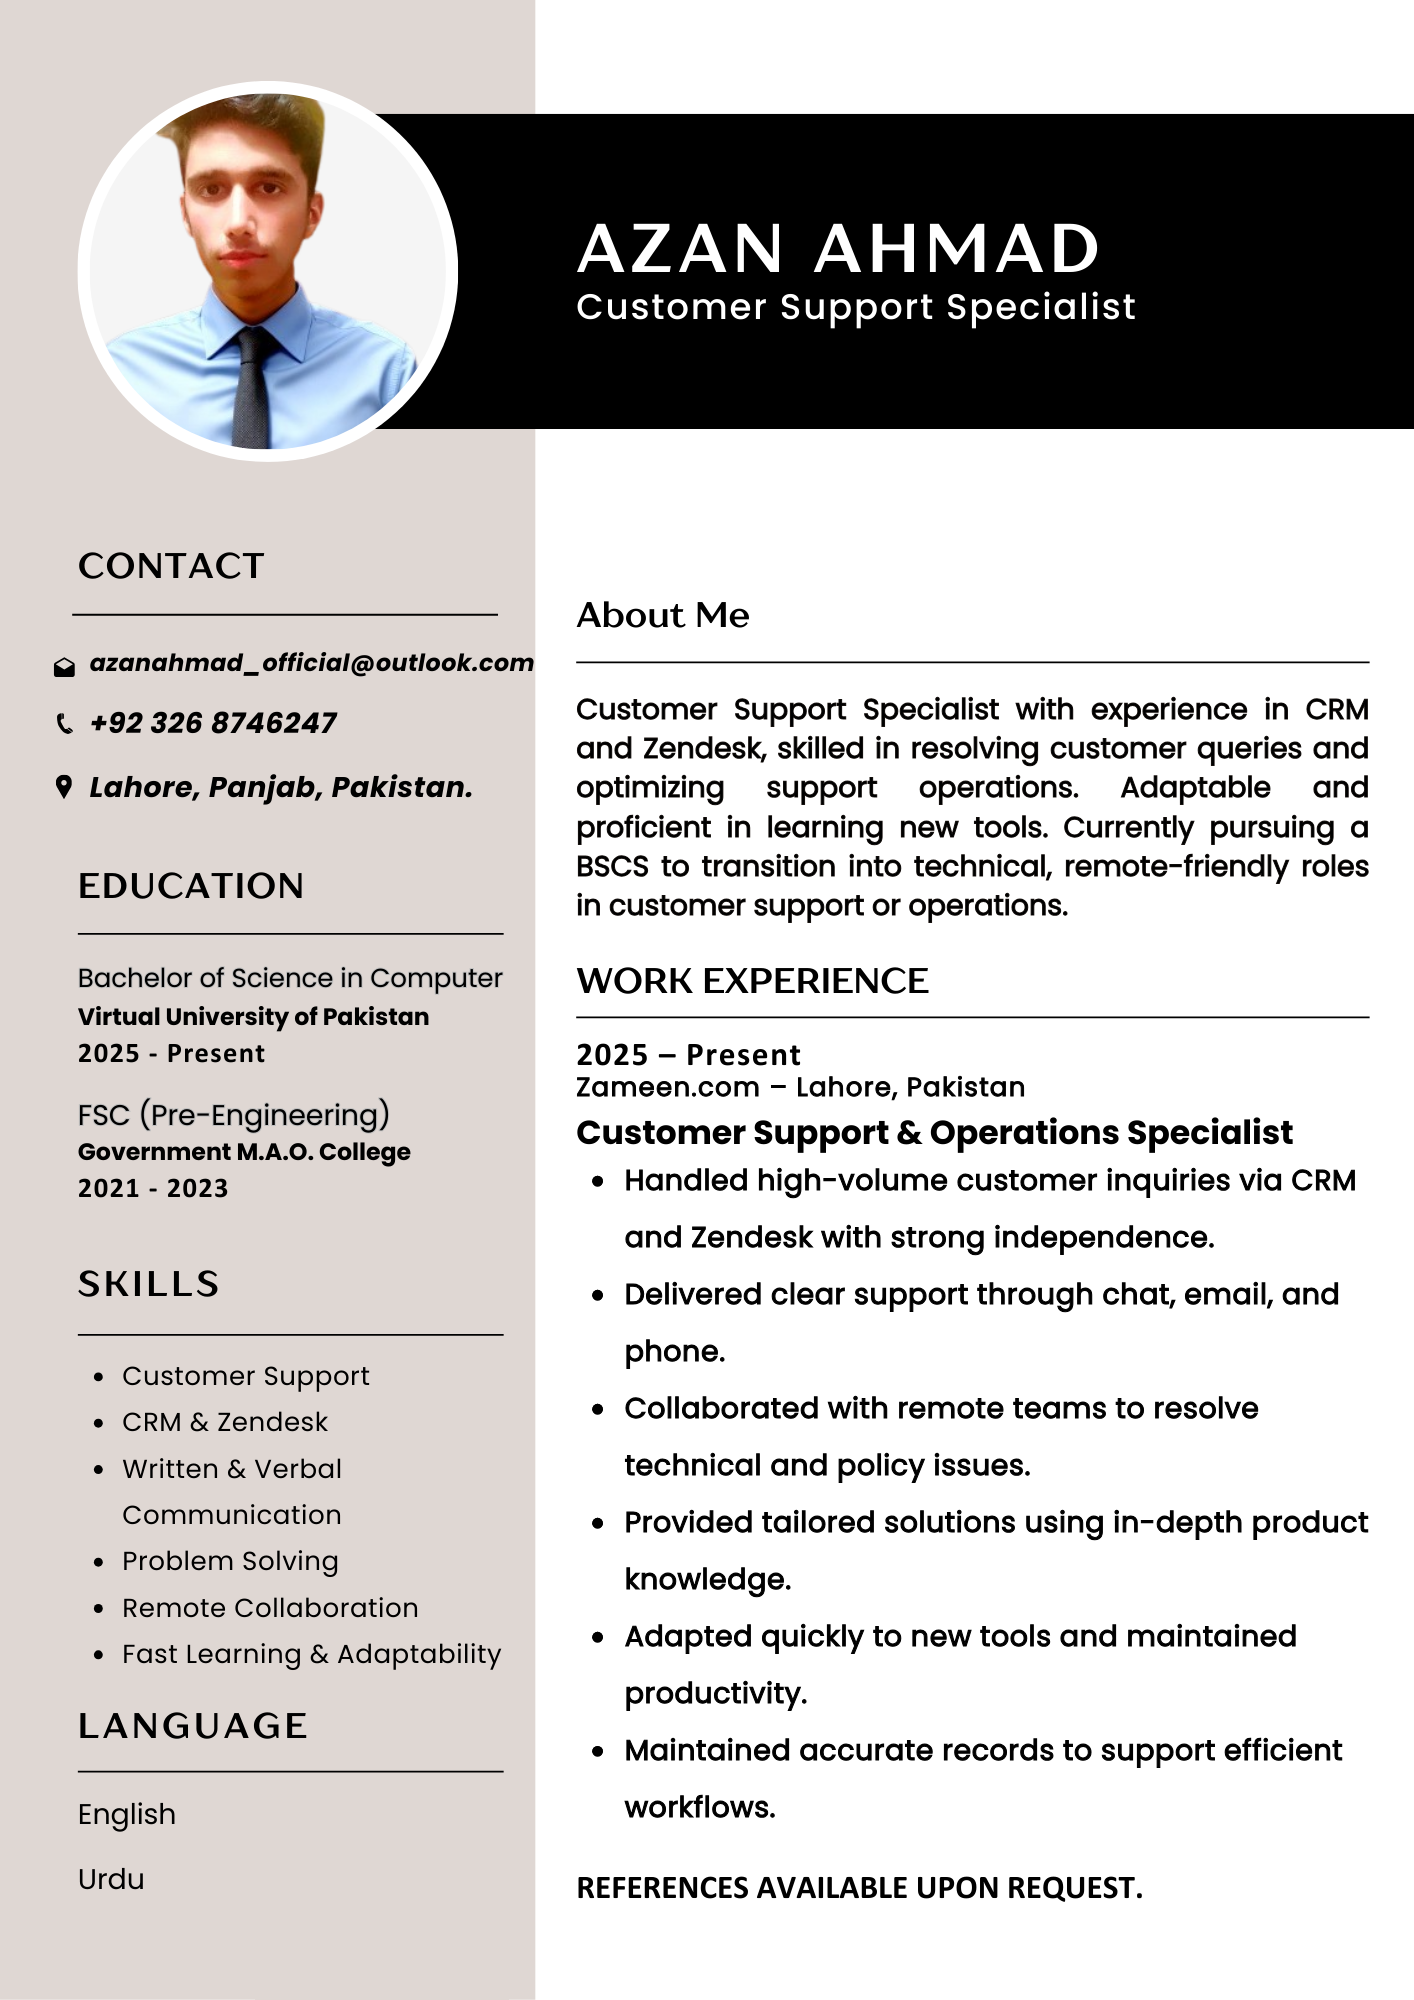 AZAN AHMAD
Customer Support Specialist
CONTACT
azanahmad_official@outlook.com
+92 326 8746247
Lahore, Panjab, Pakistan.
EDUCATION
Bachelor of Science in Computer
Virtual University of Pakistan
2025 - Present
FSC (Pre-Engineering)
Government M.A.O. College
2021 - 2023
SKILLS
• Customer Support
• CRM & Zendesk
• Written & Verbal
Communication
• Problem Solving
• Remote Collaboration
• Fast Learning & Adaptability
LANGUAGE
English
Urdu
About Me
Customer Support Specialist with experience in CRM
and Zendesk, skilled in resolving customer queries and
optimizing support operations. Adaptable and
proficient in learning new tools. Currently pursuing a
BSCS to transition into technical, remote-friendly roles
in customer support or operations.
WORK EXPERIENCE
2025 – Present
Zameen.com – Lahore, Pakistan
Customer Support & Operations Specialist
• Handled high-volume customer inquiries via CRM
and Zendesk with strong independence.
• Delivered clear support through chat, email, and
phone.
• Collaborated with remote teams to resolve
technical and policy issues.
• Provided tailored solutions using in-depth product
knowledge.
• Adapted quickly to new tools and maintained
productivity.
• Maintained accurate records to support efficient
workflows.
REFERENCES AVAILABLE UPON REQUEST.